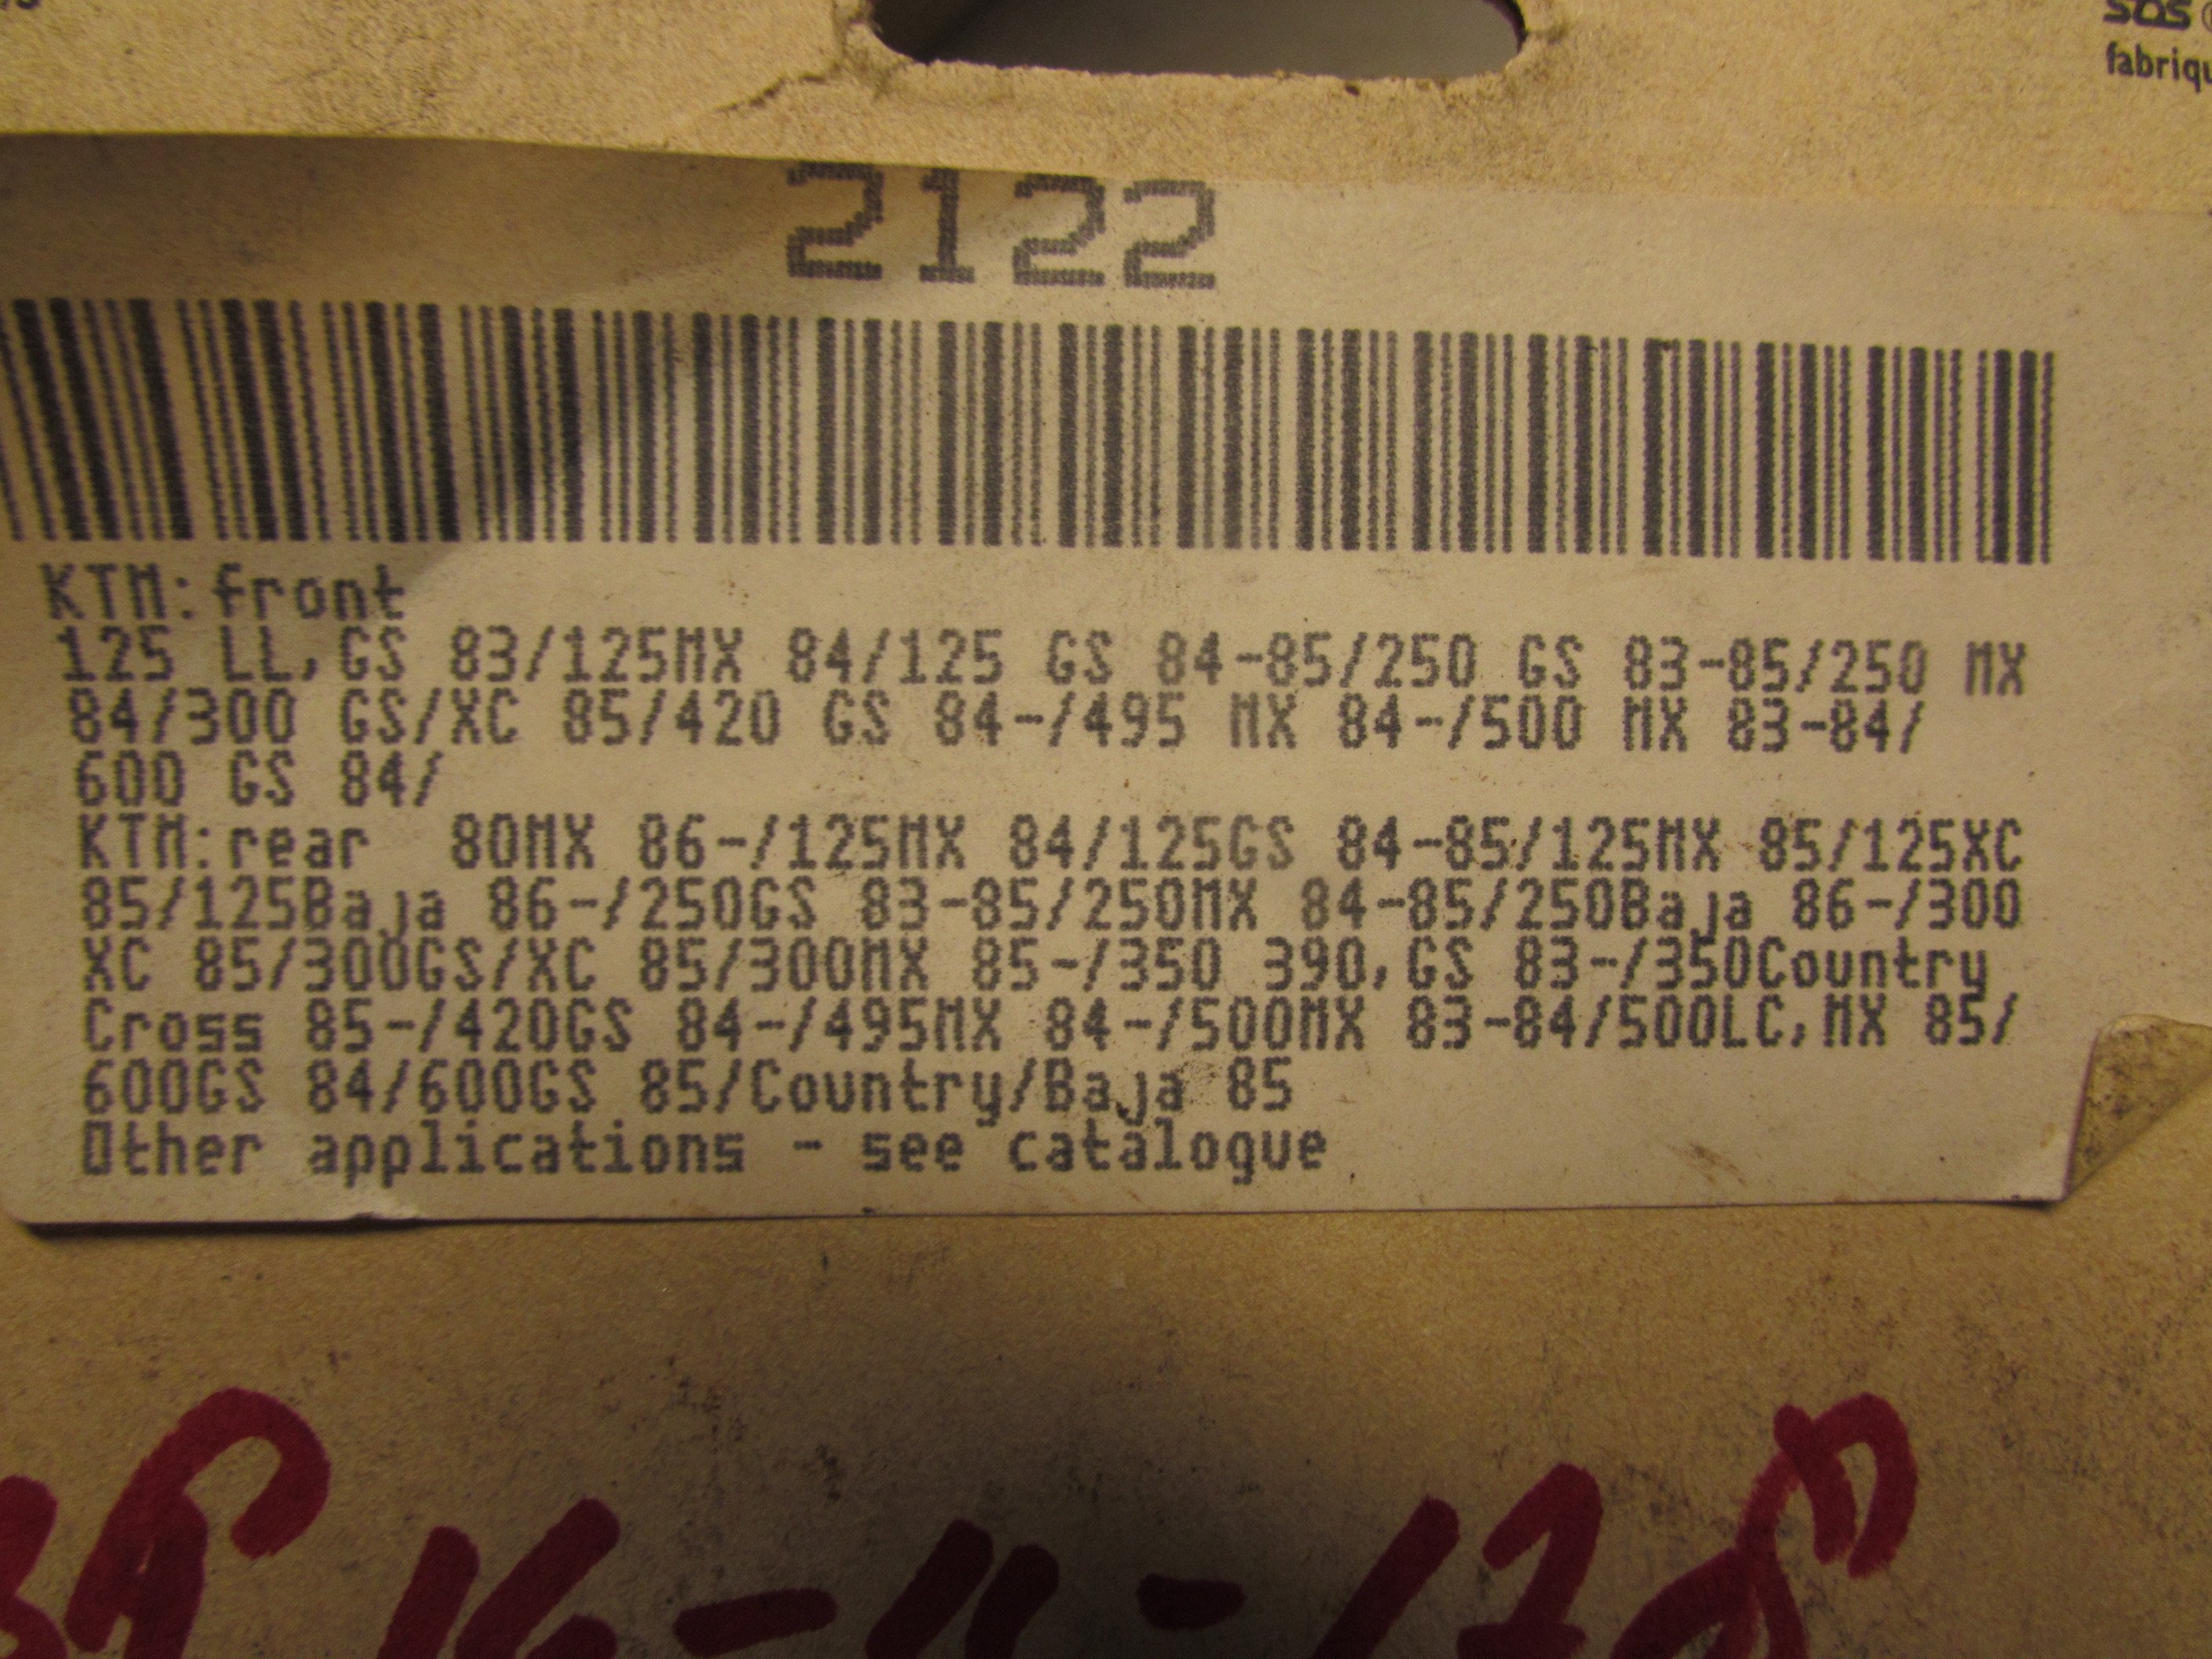 fabriqu
2122
KTM:front
125 LL,GS 83/125MX 84/125 GS 84-85/250 GS 83-85/250 MX
84/300 GS/XC 85/420 GS 84-/495 MX 84-/500 MX 83-84/
600 GS 84/
KTM:rear 80MX 86-/125MX 84/125GS 84-85/125MX 85/125XC
85/125Baja 86-/250GS 83-85/250MX 84-85/250Baja 86-/300
XC 85/300GS/XC 85/300MX 85-/350 390,GS 83-/350Country
Cross 85-/420GS 84-/495MX 84-/500MX 83-84/500LC,MX 85/
600GS 84/600GS 85/Country/Baja 85
Other applications - see catalogue
16-11-178